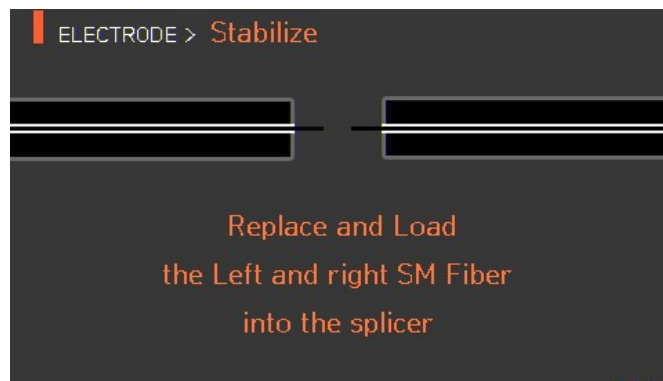 ELECTRODE > Stabilize
Replace and Load
the Left and right SM Fiber
into the splicer